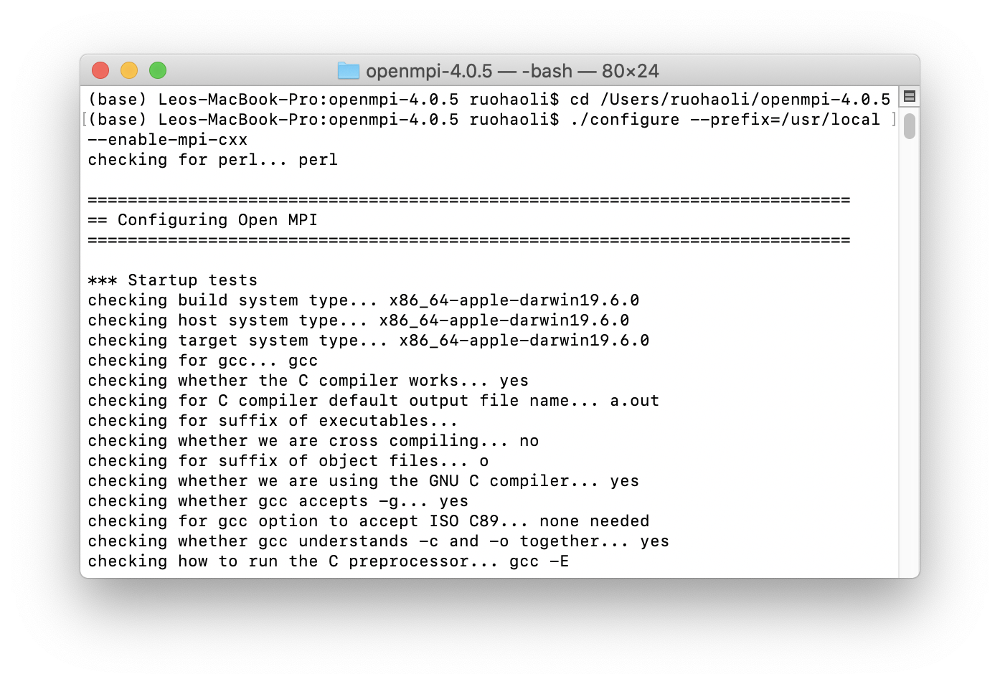 openmpi-4.0.5 — -bash — 80×24
(base) Leos-MacBook-Pro:openmpi-4.0.5 ruohaoli$ cd /Users/ruohaoli/openmpi-4.0.5
[(base) Leos-MacBook-Pro:openmpi-4.0.5 ruohaoli$ ./configure --prefix=/usr/local ]
--enable-mpi-cxx
checking for perl... perl
============================================================================
== Configuring Open MPI
============================================================================
*** Startup tests
checking build system type... x86_64-apple-darwin19.6.0
checking host system type... x86_64-apple-darwin19.6.0
checking target system type... x86_64-apple-darwin19.6.0
checking for gcc... gcc
checking whether the C compiler works... yes
checking for C compiler default output file name... a.out
checking for suffix of executables...
checking whether we are cross compiling... no
checking for suffix of object files... o
checking whether we are using the GNU C compiler... yes
checking whether gcc accepts -g... yes
checking for gcc option to accept ISO C89... none needed
checking whether gcc understands -c and -o together... yes
checking how to run the C preprocessor... gcc -E